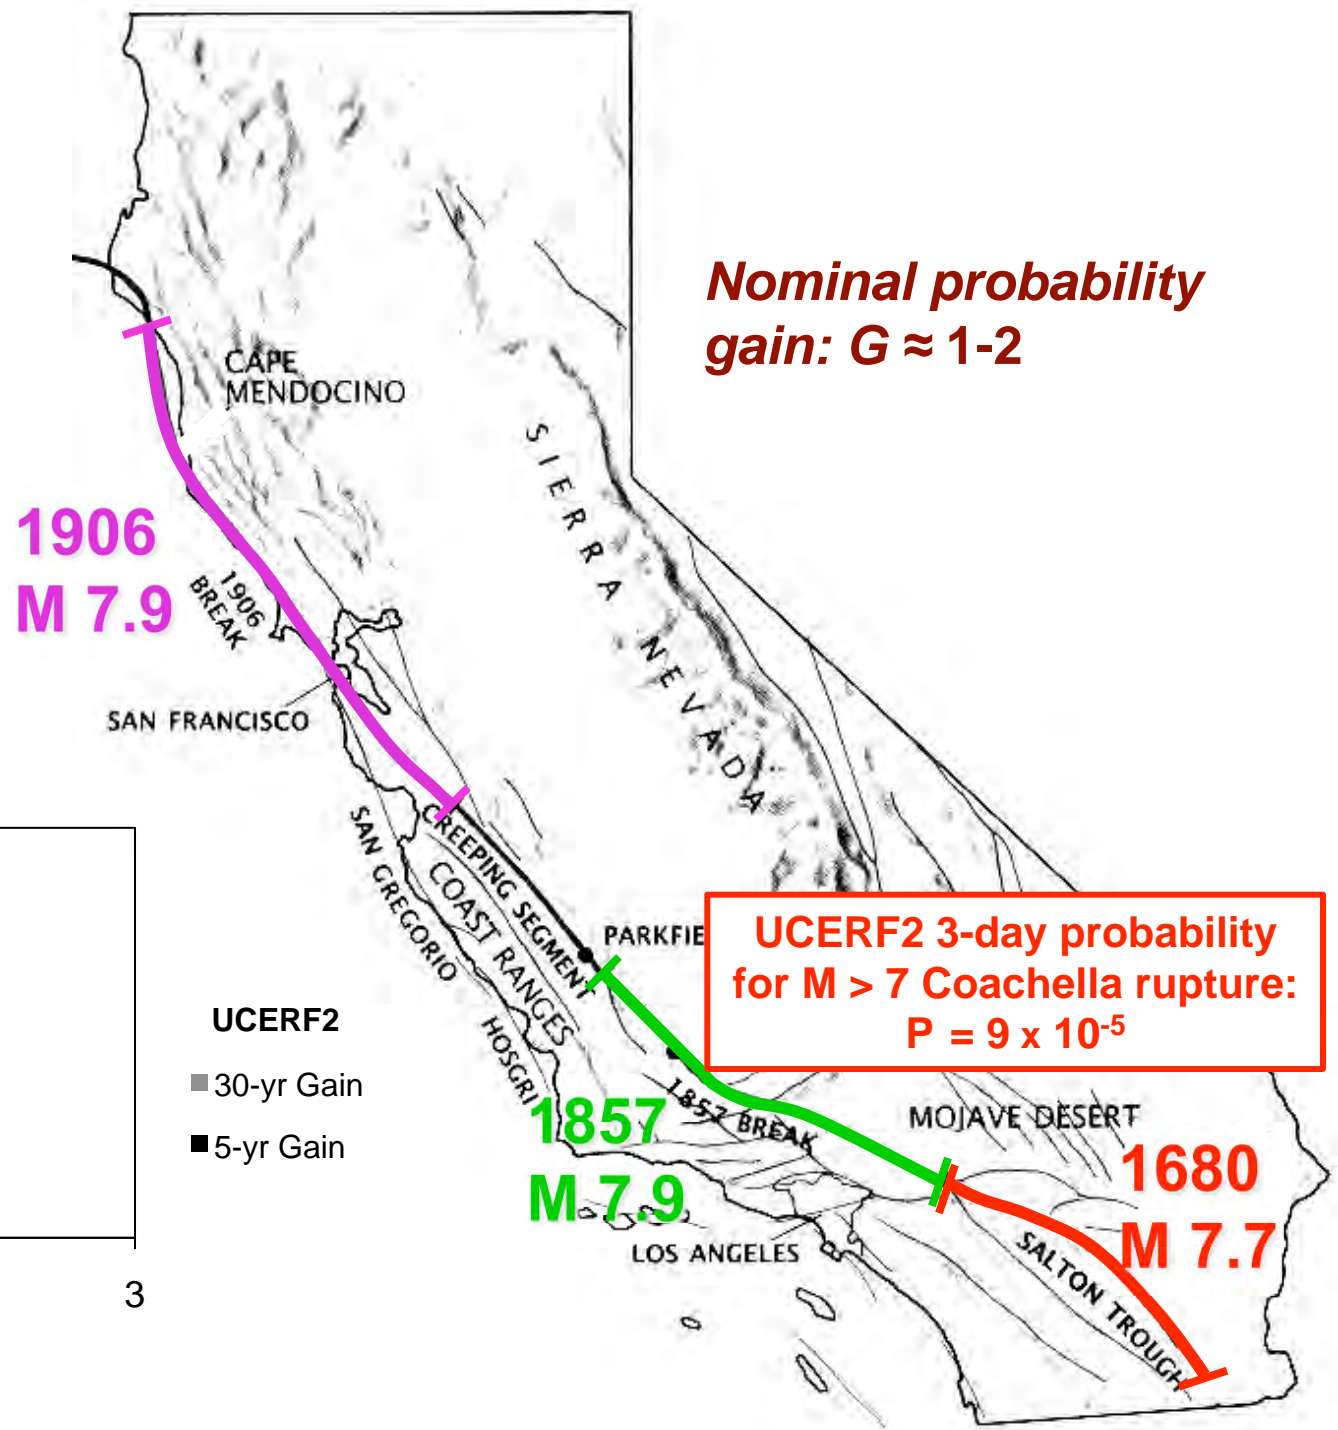 Nominal probability
gain: G ≈ 1-2
CAPE
MENDOCINO
SIERRA NEVADA
1906
M 7.9
1906
BREAK
SAN FRANCISCO
CREEPING SEGMENT
SAN GREGORIO
COAST RANGES
PARKFIE
UCERF2 3-day probability
for M > 7 Coachella rupture:
P = 9 x 10⁻⁵
UCERF2
30-yr Gain
5-yr Gain
HOSGRI
1857
M 7.9
1857 BREAK
MOJAVE DESERT
1680
M 7.7
LOS ANGELES
SALTON TROUGH
3